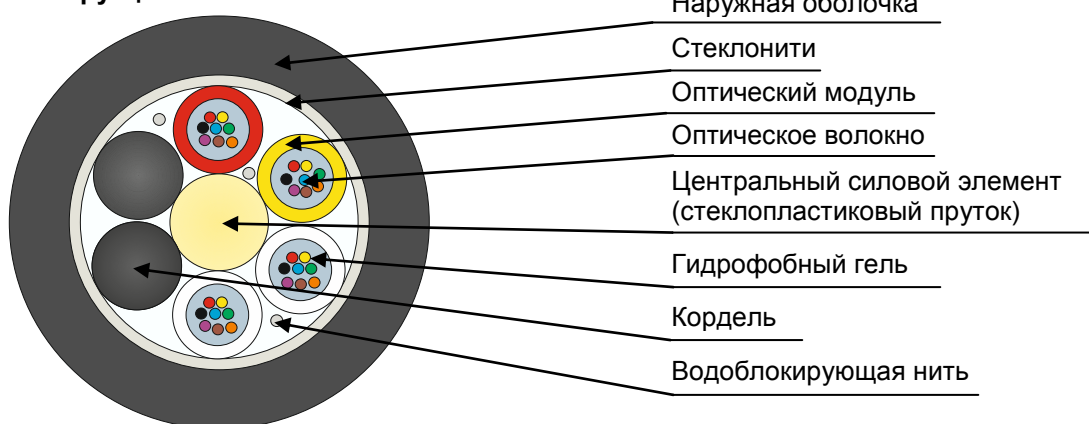 Наружная оболочка
Стеклонити
Оптический модуль
Оптическое волокно
Центральный силовой элемент
(стеклопластиковый пруток)
Гидрофобный гель
Кордель
Водоблокирующая нить